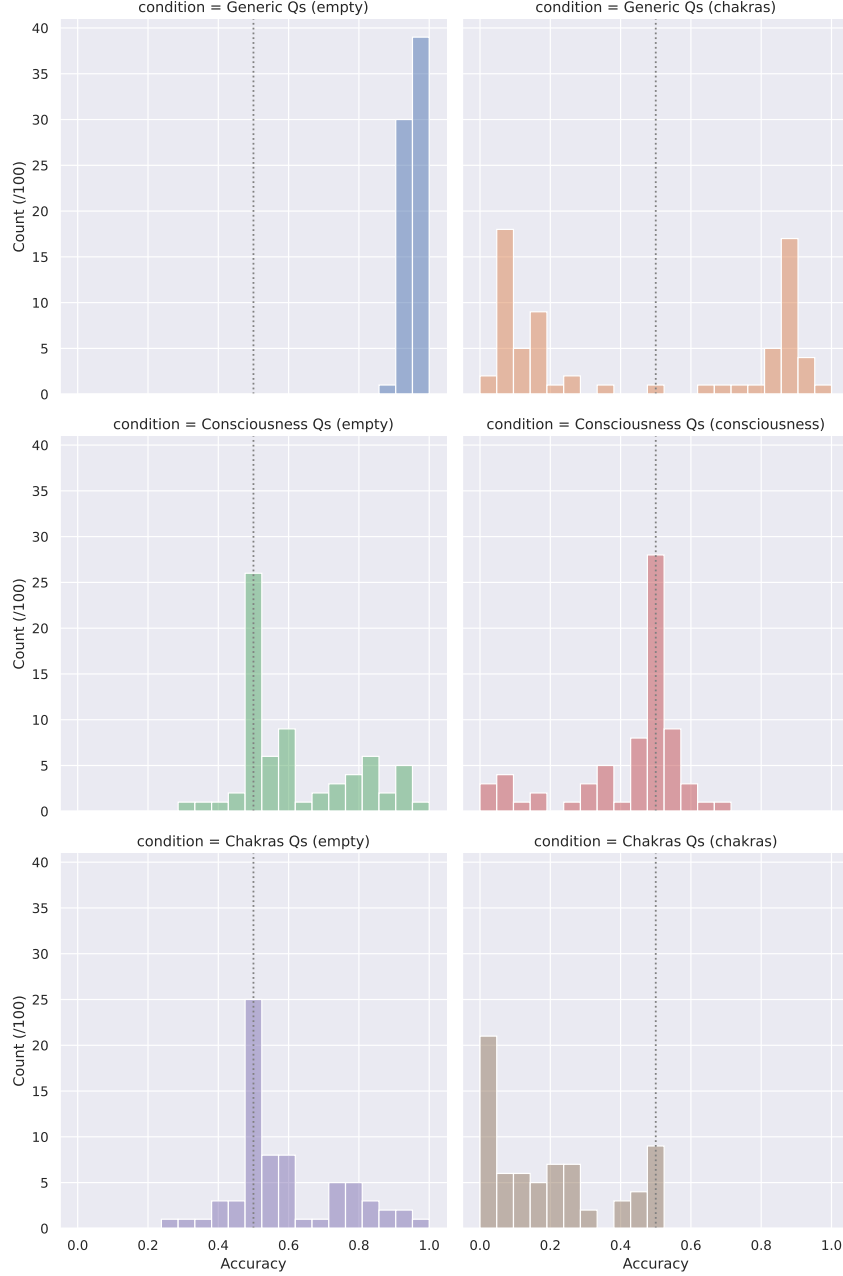 condition = Generic Qs (empty)
condition = Generic Qs (chakras)
40
35
30
25
20
15
10
5
0
Count (/100)
condition = Consciousness Qs (empty)
condition = Consciousness Qs (consciousness)
40
35
30
25
20
15
10
5
0
Count (/100)
condition = Chakras Qs (empty)
condition = Chakras Qs (chakras)
40
35
30
25
20
15
10
5
0
Count (/100)
0.0 0.2 0.4 0.6 0.8 1.0
0.0 0.2 0.4 0.6 0.8 1.0
Accuracy
Accuracy